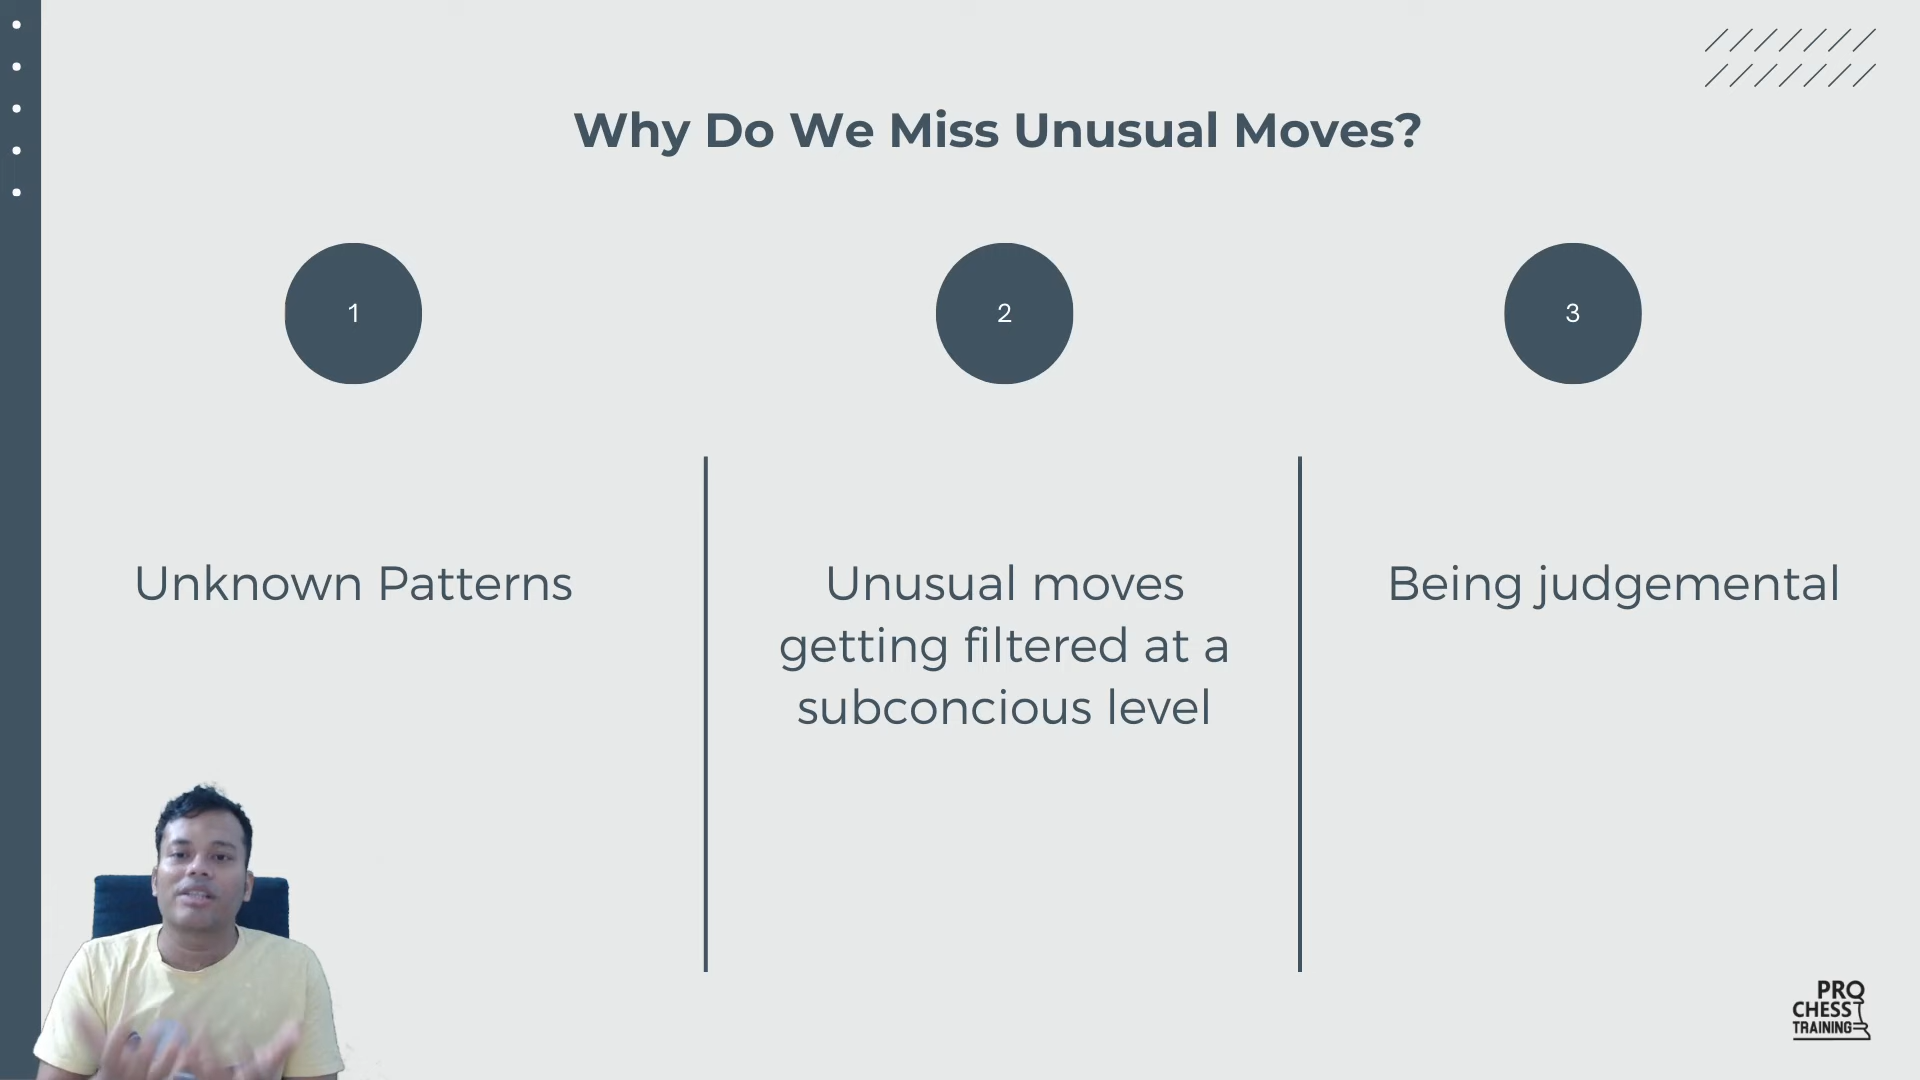 Why Do We Miss Unusual Moves?
1
2
3
Unknown Patterns
Unusual moves
getting filtered at a
subconcious level
Being judgemental
PRO
CHESS
TRAINING